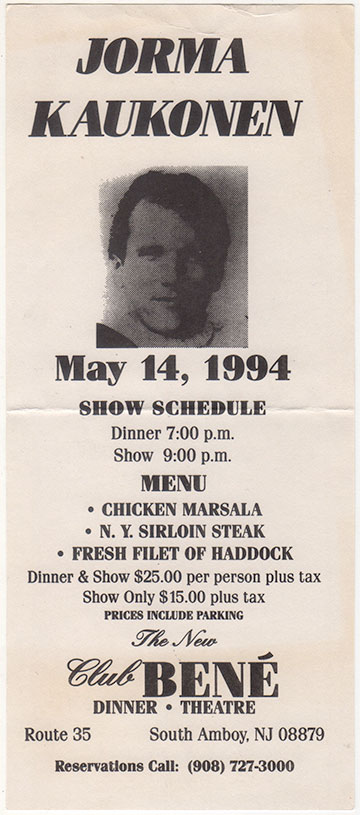 JORMA
KAUKONEN
May 14, 1994
SHOW SCHEDULE
Dinner 7:00 p.m.
Show 9:00 p.m.
MENU
• CHICKEN MARSALA
• N. Y. SIRLOIN STEAK
• FRESH FILET OF HADDOCK
Dinner & Show $25.00 per person plus tax
Show Only $15.00 plus tax
PRICES INCLUDE PARKING
The New
Club BENÉ
DINNER • THEATRE
Route 35 South Amboy, NJ 08879
Reservations Call: (908) 727-3000